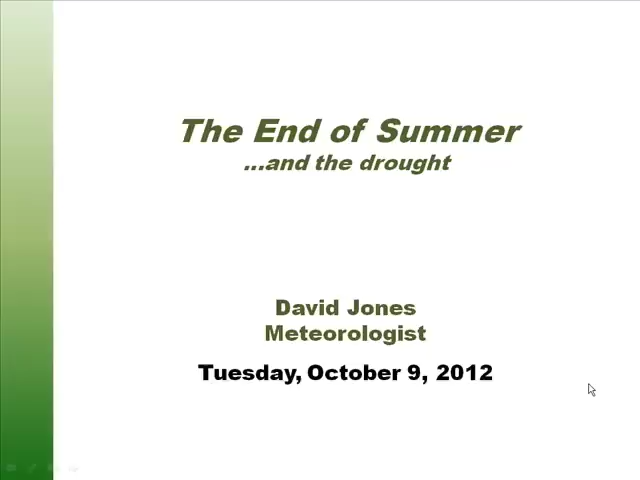 The End of Summer
...and the drought
David Jones
Meteorologist
Tuesday, October 9, 2012